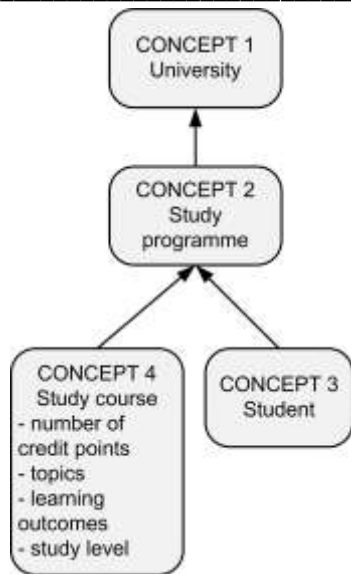 CONCEPT 1
University
CONCEPT 2
Study
programme
CONCEPT 4
Study course
- number of
credit points
- topics
- learning
outcomes
- study level
CONCEPT 3
Student